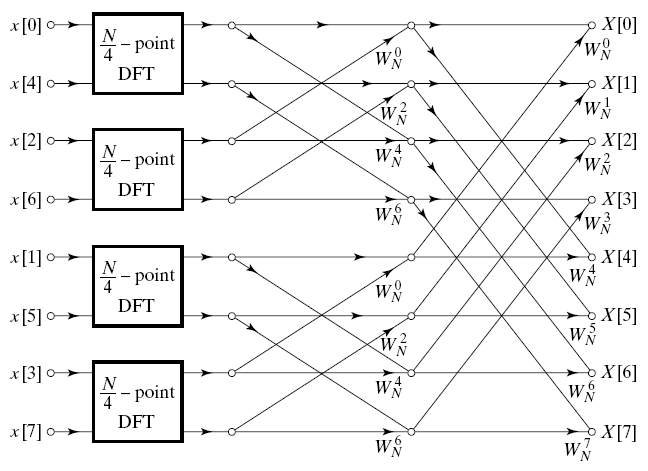 x[0] N/4 – point DFT W_N^0 X[0] W_N^0
x[4] W_N^2 X[1] W_N^1
x[2] N/4 – point DFT W_N^4 X[2] W_N^2
x[6] W_N^6 X[3] W_N^3
x[1] N/4 – point DFT W_N^0 X[4] W_N^4
x[5] W_N^2 X[5] W_N^5
x[3] N/4 – point DFT W_N^4 X[6] W_N^6
x[7] W_N^6 X[7] W_N^7